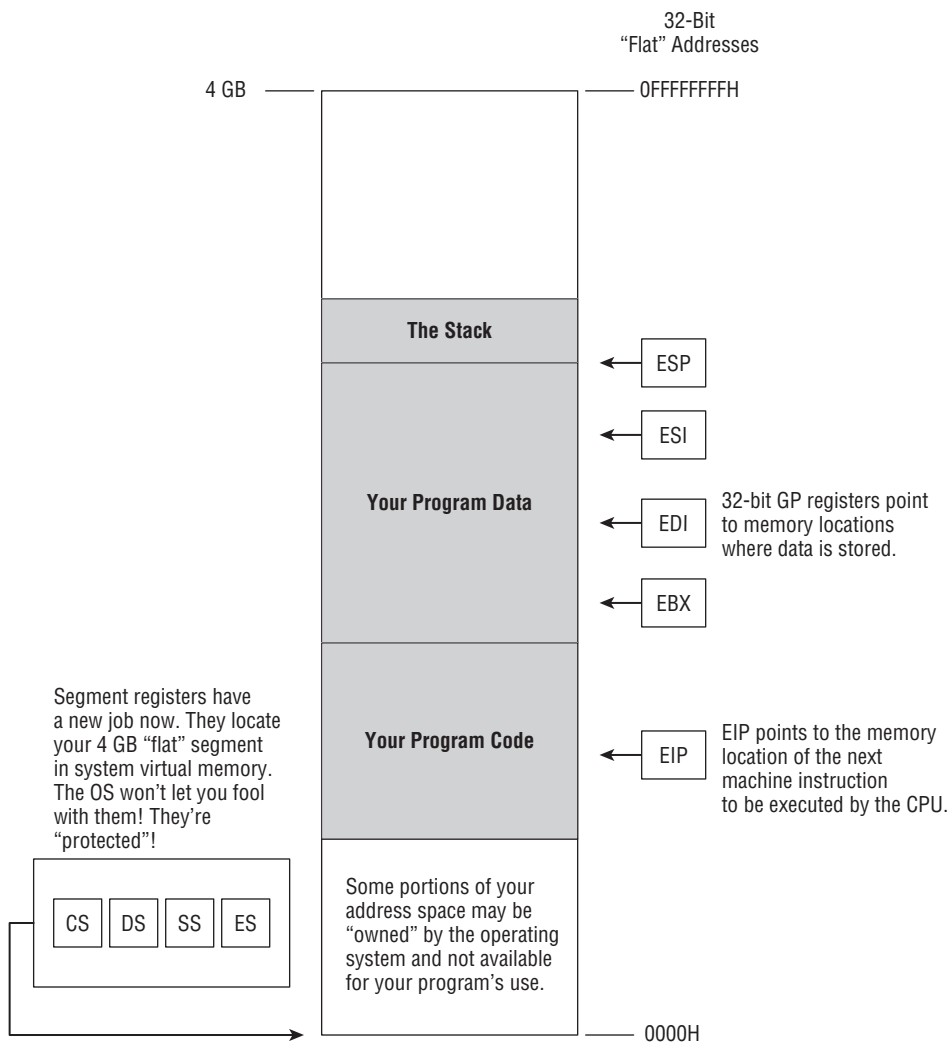 32-Bit
“Flat” Addresses
4 GB
0FFFFFFFFH
The Stack
ESP
ESI
Your Program Data
EDI
32-bit GP registers point
to memory locations
where data is stored.
EBX
Segment registers have
a new job now. They locate
your 4 GB “flat” segment
in system virtual memory.
The OS won’t let you fool
with them! They’re
“protected”!
Your Program Code
EIP
EIP points to the memory
location of the next
machine instruction
to be executed by the CPU.
CS DS SS ES
Some portions of your
address space may be
“owned” by the operating
system and not available
for your program’s use.
0000H